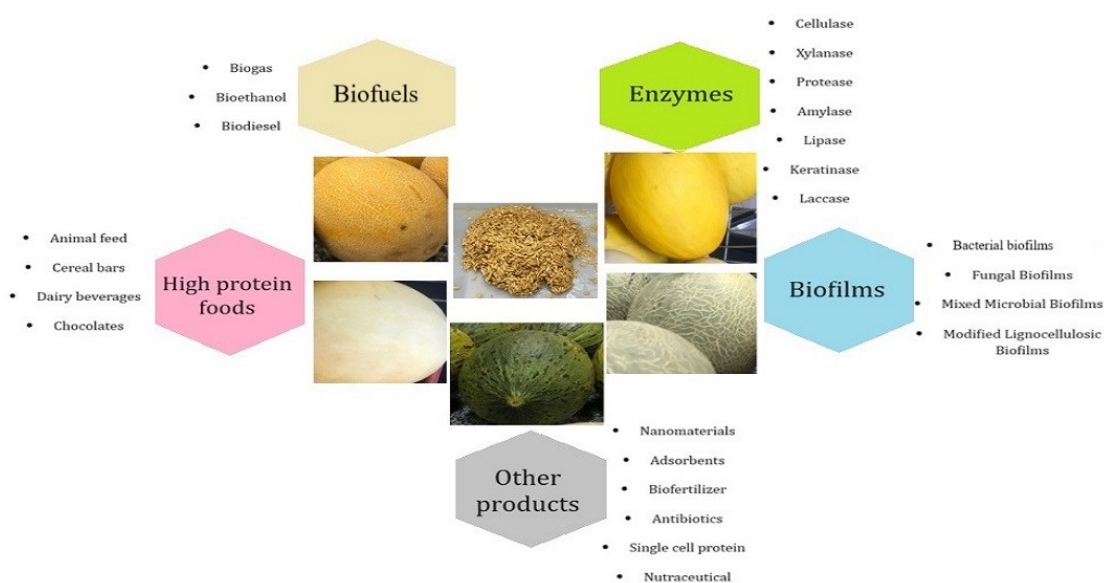 Biofuels
• Biogas
• Bioethanol
• Biodiesel
Enzymes
• Cellulase
• Xylanase
• Protease
• Amylase
• Lipase
• Keratinase
• Laccase
High protein
foods
• Animal feed
• Cereal bars
• Dairy beverages
• Chocolates
Biofilms
• Bacterial biofilms
• Fungal Biofilms
• Mixed Microbial Biofilms
• Modified Lignocellulosic
Biofilms
Other
products
• Nanomaterials
• Adsorbents
• Biofertilizer
• Antibiotics
• Single cell protein
• Nutraceutical